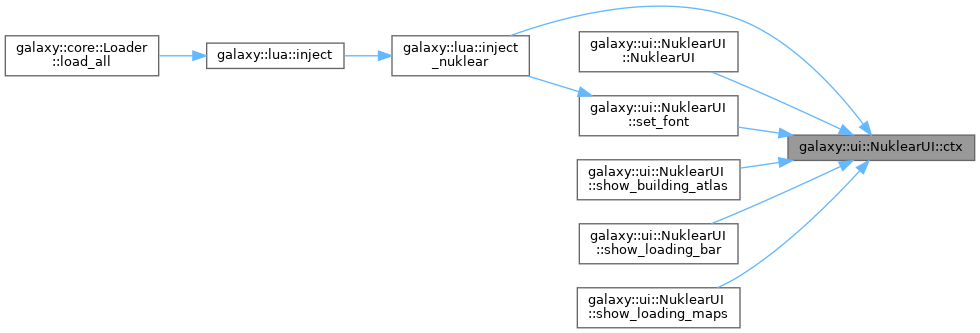 galaxy::core::Loader
::load_all
galaxy::lua::inject
galaxy::lua::inject
_nuklear
galaxy::ui::NuklearUI
::NuklearUI
galaxy::ui::NuklearUI
::set_font
galaxy::ui::NuklearUI
::show_building_atlas
galaxy::ui::NuklearUI
::show_loading_bar
galaxy::ui::NuklearUI
::show_loading_maps
galaxy::ui::NuklearUI::ctx